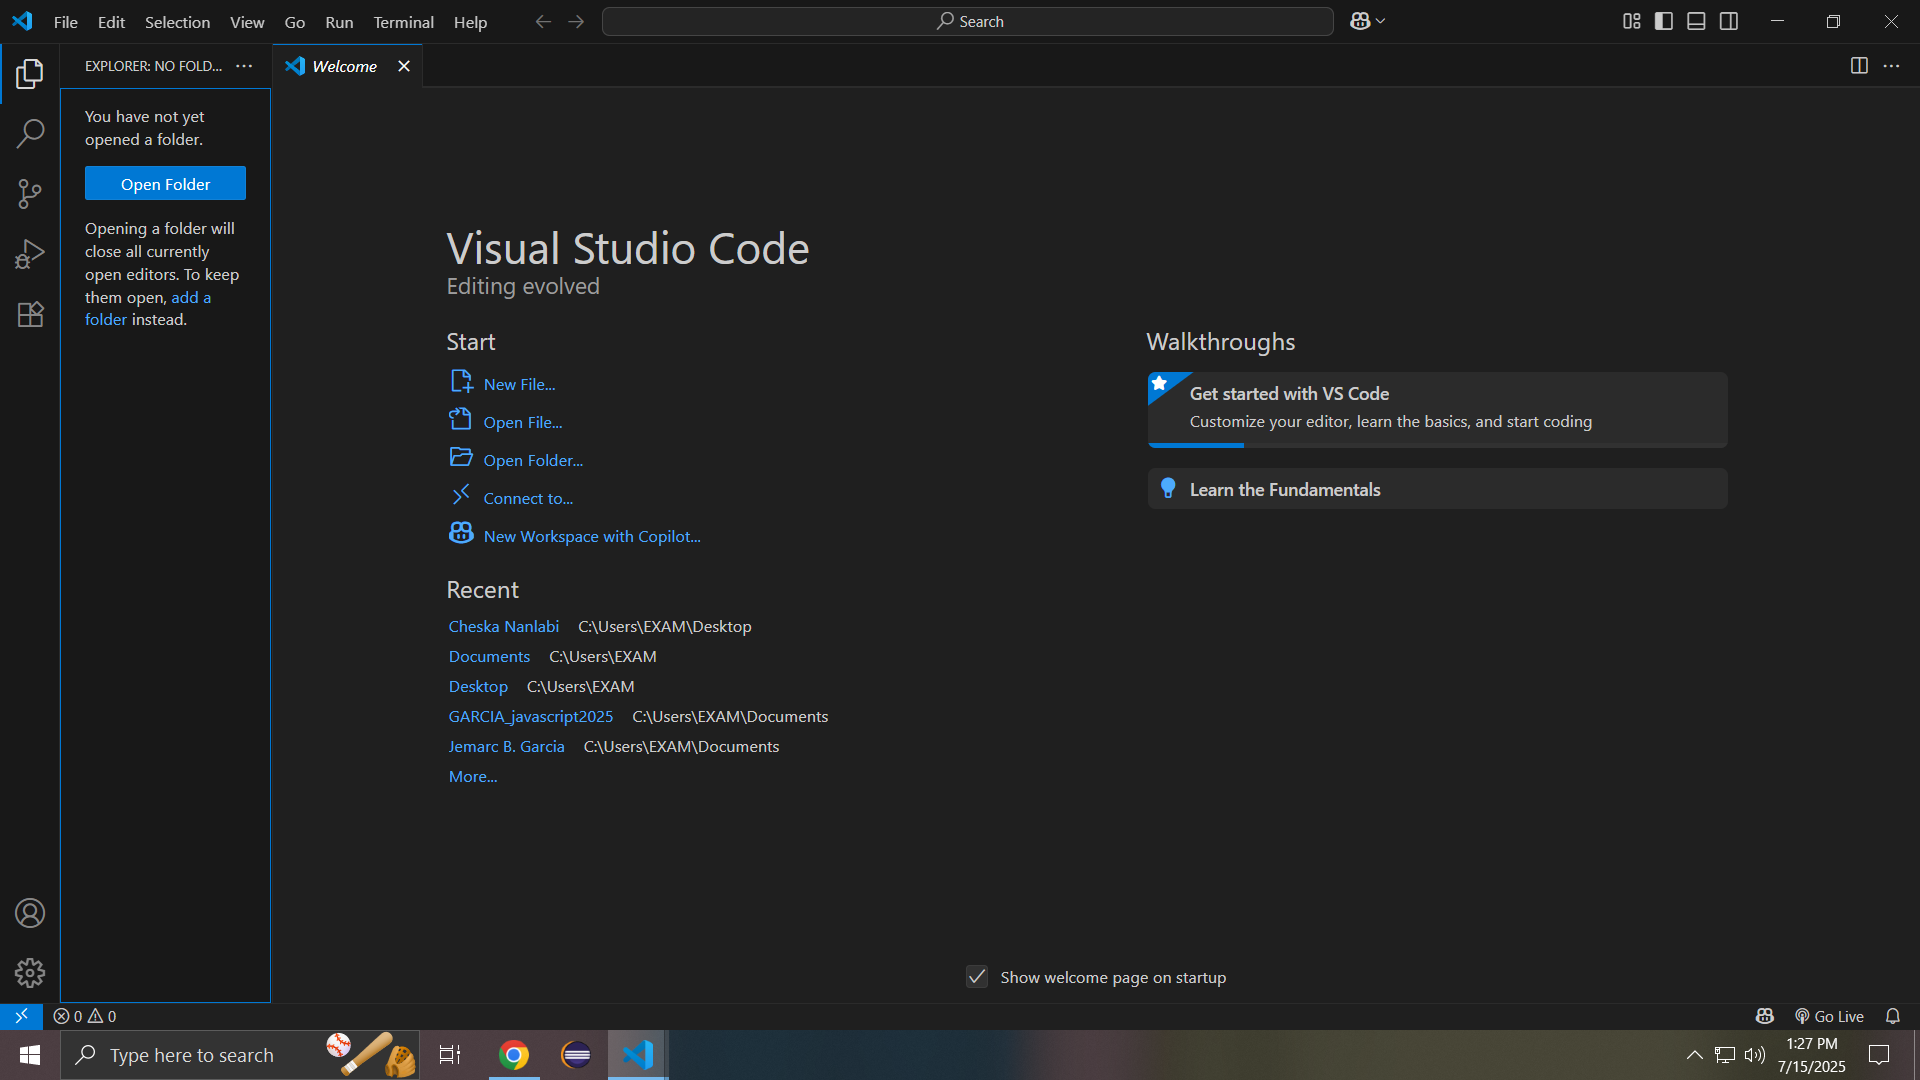 File Edit Selection View Go Run Terminal Help
Search
EXPLORER: NO FOLD...
Welcome
You have not yet
opened a folder.
Open Folder
Opening a folder will
close all currently
open editors. To keep
them open, add a
folder instead.
Visual Studio Code
Editing evolved
Start
New File...
Open File...
Open Folder...
Connect to...
New Workspace with Copilot...
Recent
Cheska Nanlabi C:\Users\EXAM\Desktop
Documents C:\Users\EXAM
Desktop C:\Users\EXAM
GARCIA_javascript2025 C:\Users\EXAM\Documents
Jemarc B. Garcia C:\Users\EXAM\Documents
More...
Walkthroughs
Get started with VS Code
Customize your editor, learn the basics, and start coding
Learn the Fundamentals
Show welcome page on startup
0 0
Go Live
Type here to search
1:27 PM
7/15/2025